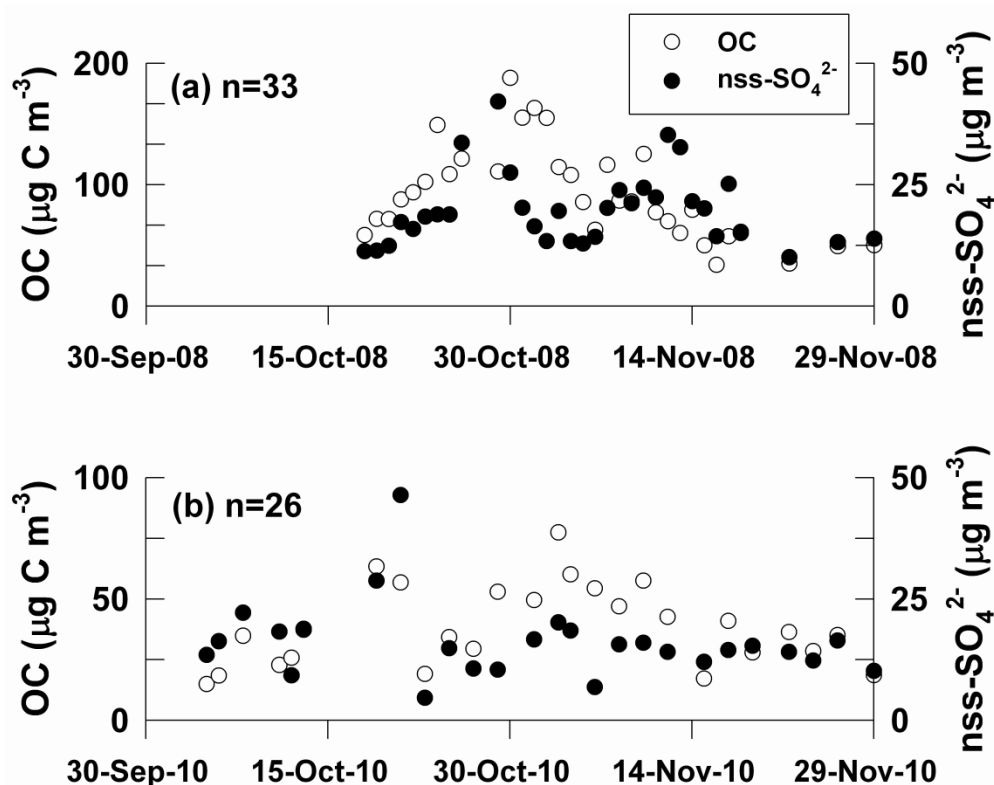 OC
nss-SO₄²⁻
(a) n=33
200
100
0
OC (µg C m⁻³)
50
25
0
nss-SO₄²⁻ (µg m⁻³)
30-Sep-08 15-Oct-08 30-Oct-08 14-Nov-08 29-Nov-08
(b) n=26
100
50
0
OC (µg C m⁻³)
50
25
0
nss-SO₄²⁻ (µg m⁻³)
30-Sep-10 15-Oct-10 30-Oct-10 14-Nov-10 29-Nov-10